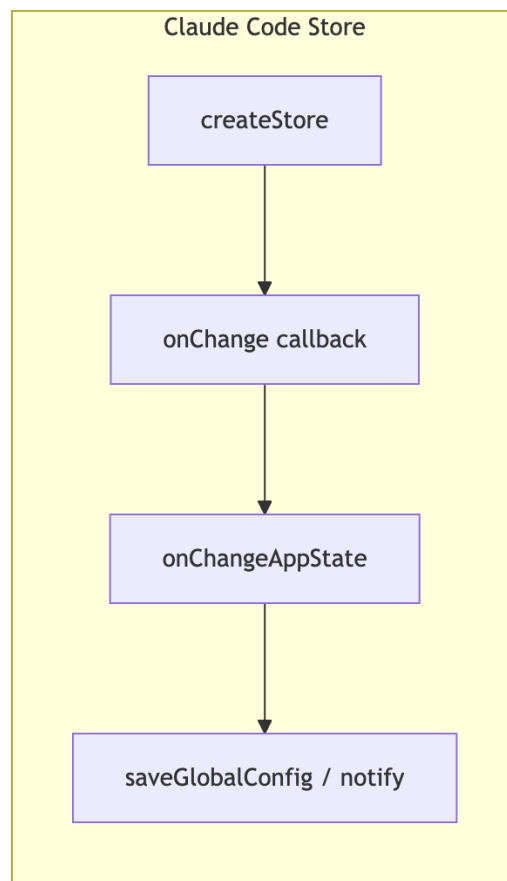 Claude Code Store
createStore
onChange callback
onChangeAppState
saveGlobalConfig / notify